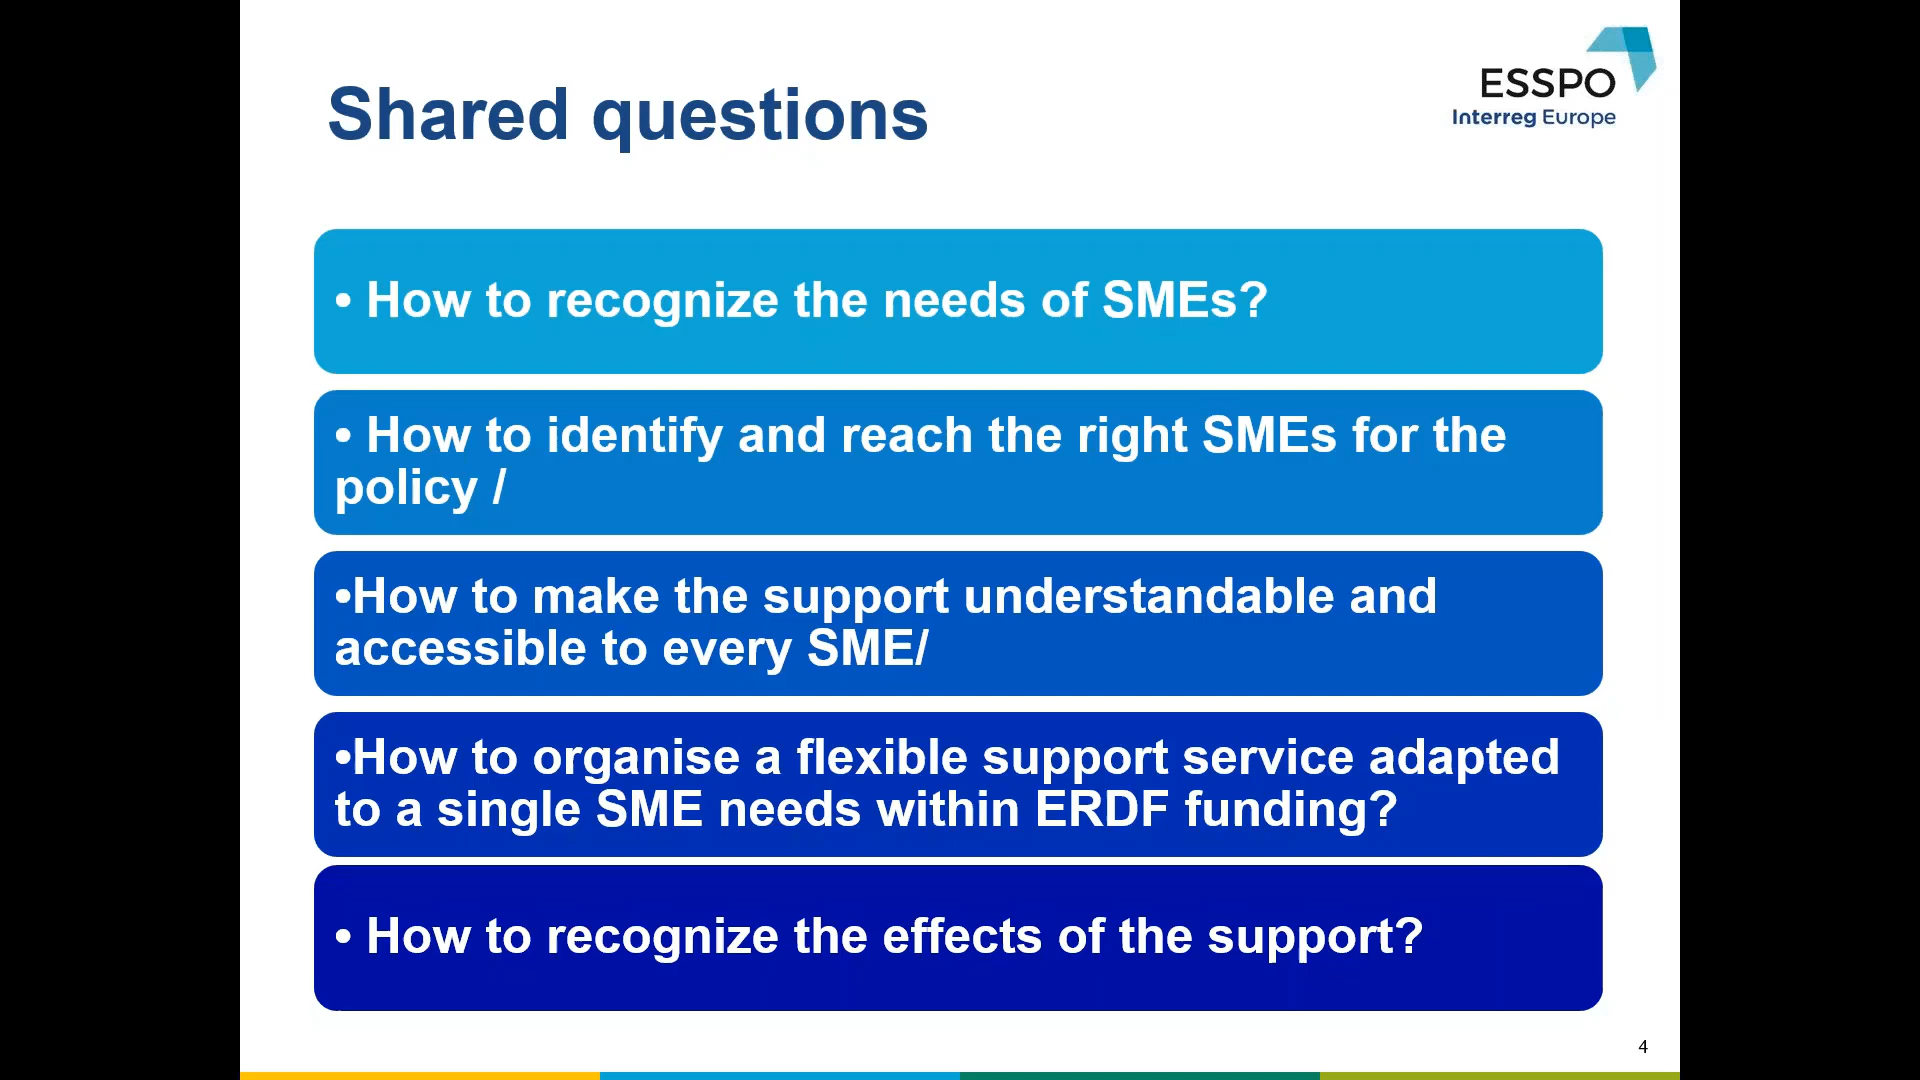 Shared questions
ESSPO
Interreg Europe
• How to recognize the needs of SMEs?
• How to identify and reach the right SMEs for the
policy /
•How to make the support understandable and
accessible to every SME/
•How to organise a flexible support service adapted
to a single SME needs within ERDF funding?
• How to recognize the effects of the support?
4